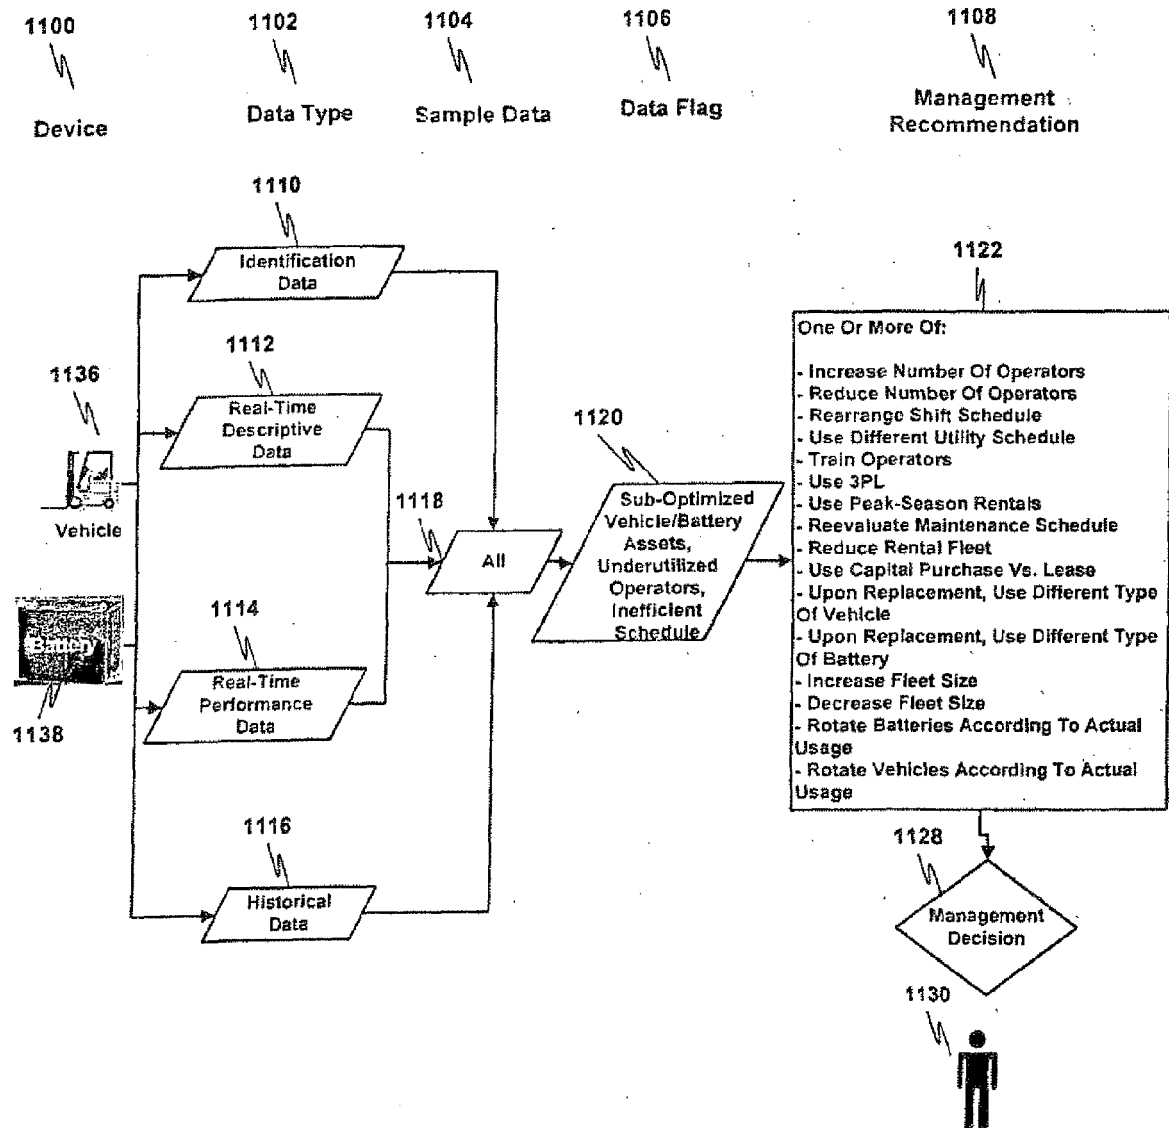 1100
1102
1104
1106
1108
Device
Data Type
Sample Data
Data Flag
Management
Recommendation
1110
Identification
Data
1122
1112
Real-Time
Descriptive
Data
1136
Vehicle
1120
Sub-Optimized
Vehicle/Battery
Assets,
Underutilized
Operators,
Inefficient
Schedule
1118
All
One Or More Of:
- Increase Number Of Operators
- Reduce Number Of Operators
- Rearrange Shift Schedule
- Use Different Utility Schedule
- Train Operators
- Use 3PL
- Use Peak-Season Rentals
- Reevaluate Maintenance Schedule
- Reduce Rental Fleet
- Use Capital Purchase Vs. Lease
- Upon Replacement, Use Different Type
Of Vehicle
- Upon Replacement, Use Different Type
Of Battery
- Increase Fleet Size
- Decrease Fleet Size
- Rotate Batteries According To Actual
Usage
- Rotate Vehicles According To Actual
Usage
Battery
1138
1114
Real-Time
Performance
Data
1116
Historical
Data
1128
Management
Decision
1130